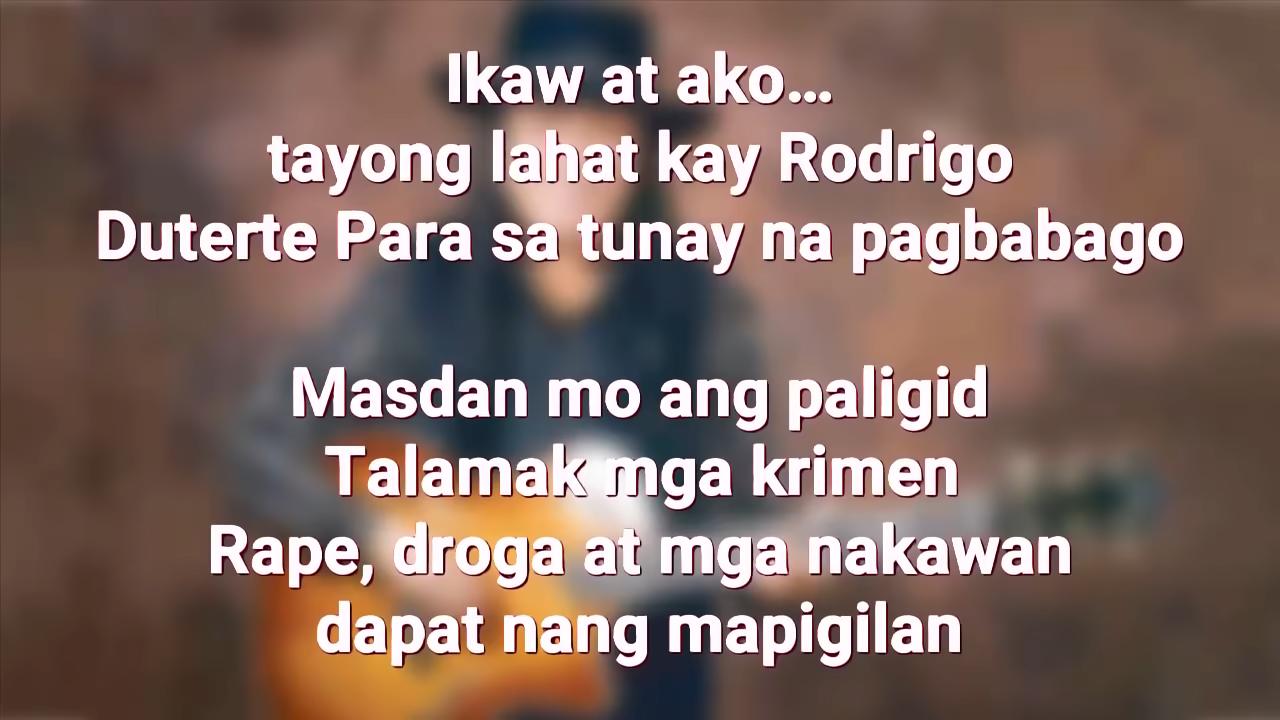 Ikaw at ako...
tayong lahat kay Rodrigo
Duterte Para sa tunay na pagbabago
Masdan mo ang paligid
Talamak mga krimen
Rape, droga at mga nakawan
dapat nang mapigilan